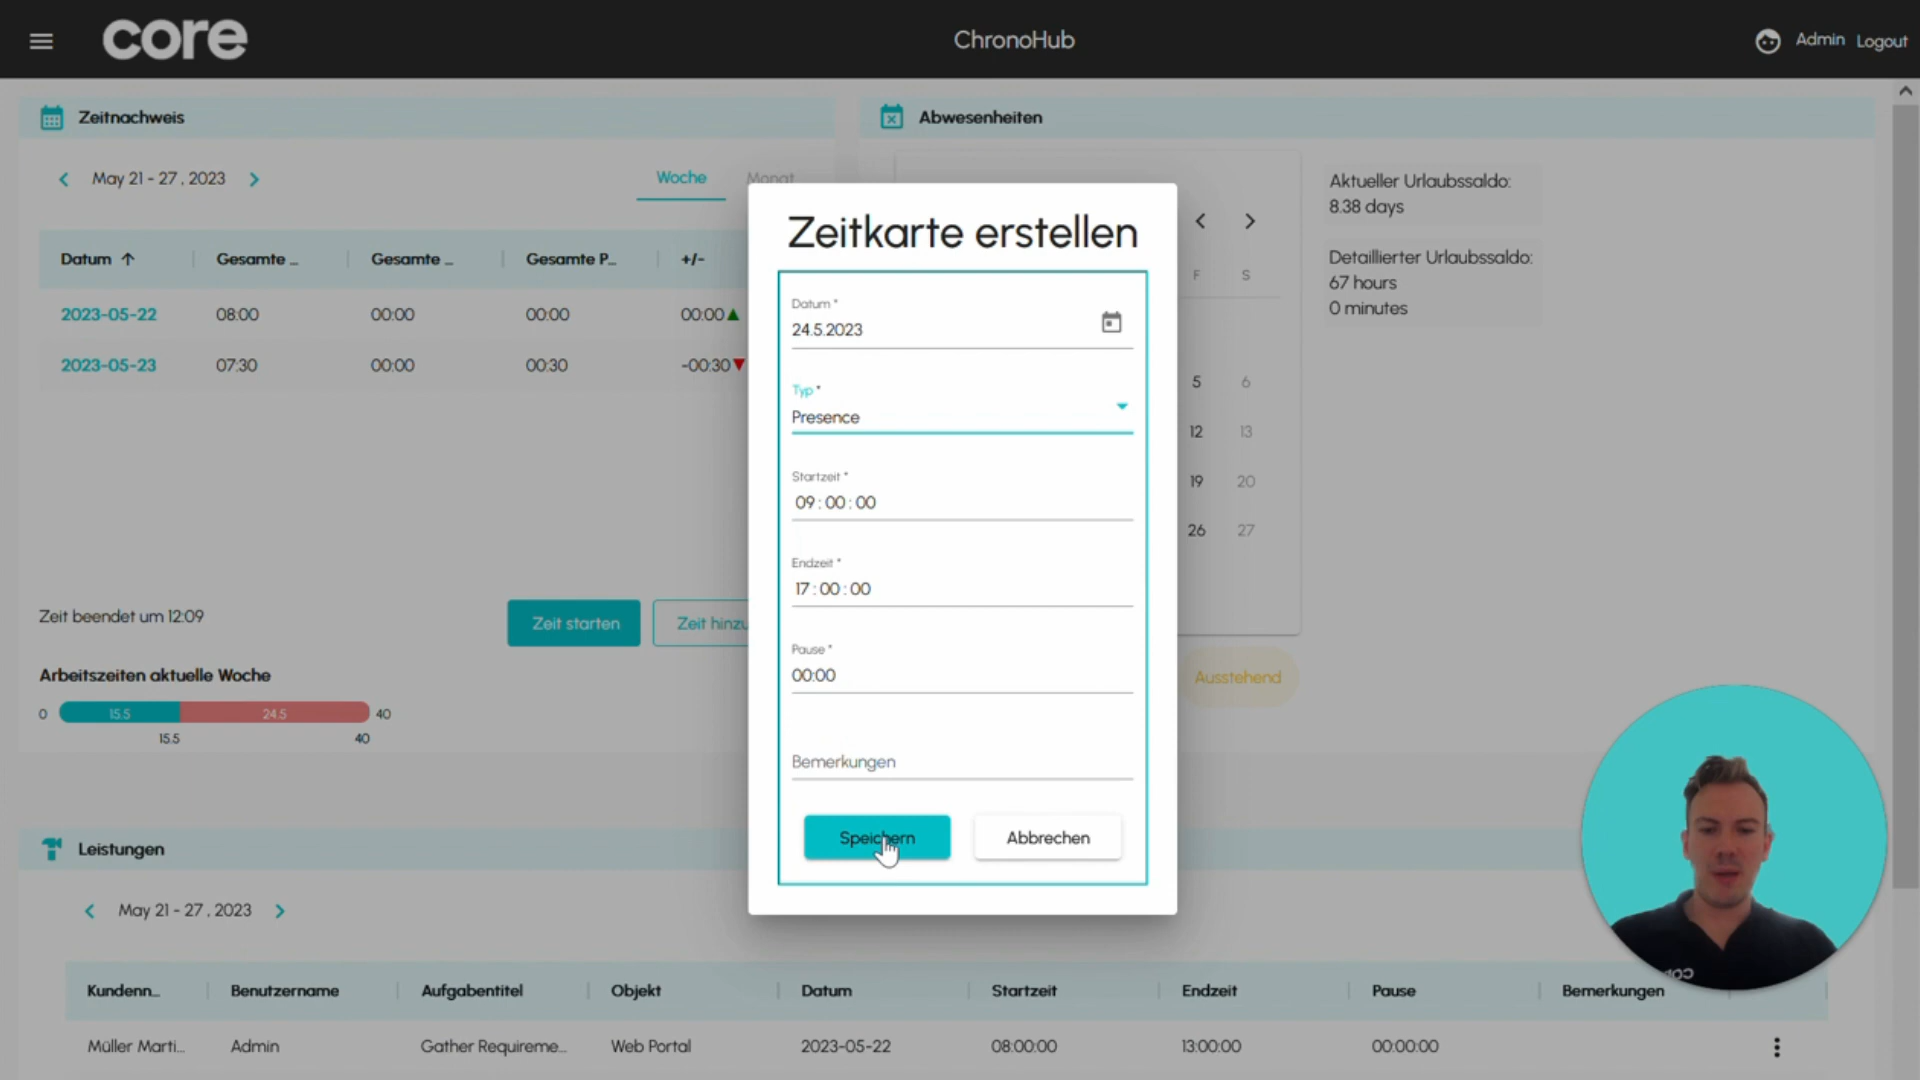 core
ChronoHub
Admin Logout
Zeitnachweis
May 21 - 27 , 2023
Woche
Monat
Datum
Gesamte ...
Gesamte ...
Gesamte P...
+/-
2023-05-22
08:00
00:00
00:00
00:00
2023-05-23
07:30
00:00
00:30
-00:30
Zeit beendet um 12:09
Zeit starten
Zeit hinzu
Arbeitszeiten aktuelle Woche
0
15.5
24.5
40
15.5
40
Abwesenheiten
F S
5 6
12 13
19 20
26 27
Aktueller Urlaubssaldo:
8.38 days
Detaillierter Urlaubssaldo:
67 hours
0 minutes
Ausstehend
Zeitkarte erstellen
Datum *
24.5.2023
Typ *
Presence
Startzeit *
09 : 00 : 00
Endzeit *
17 : 00 : 00
Pause *
00:00
Bemerkungen
Speichern
Abbrechen
Leistungen
May 21 - 27 , 2023
Kundenn...
Benutzername
Aufgabentitel
Objekt
Datum
Startzeit
Endzeit
Pause
Bemerkungen
Müller Marti...
Admin
Gather Requireme...
Web Portal
2023-05-22
08:00:00
13:00:00
00:00:00